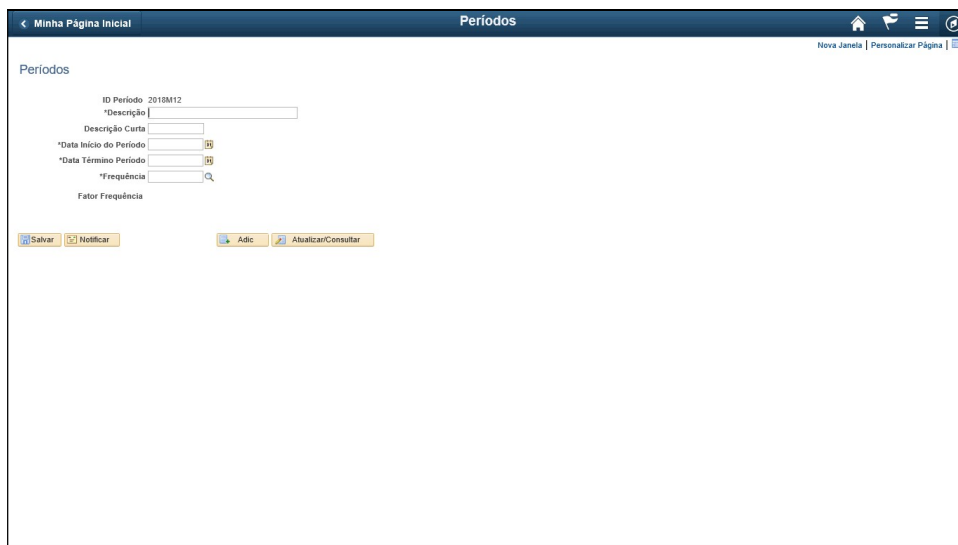 Minha Página Inicial
Períodos
Nova Janela | Personalizar Página |
Períodos
ID Período 2018M12
*Descrição
Descrição Curta
*Data Início do Período
*Data Término Período
*Frequência
Fator Frequência
Salvar Notificar Adic Atualizar/Consultar